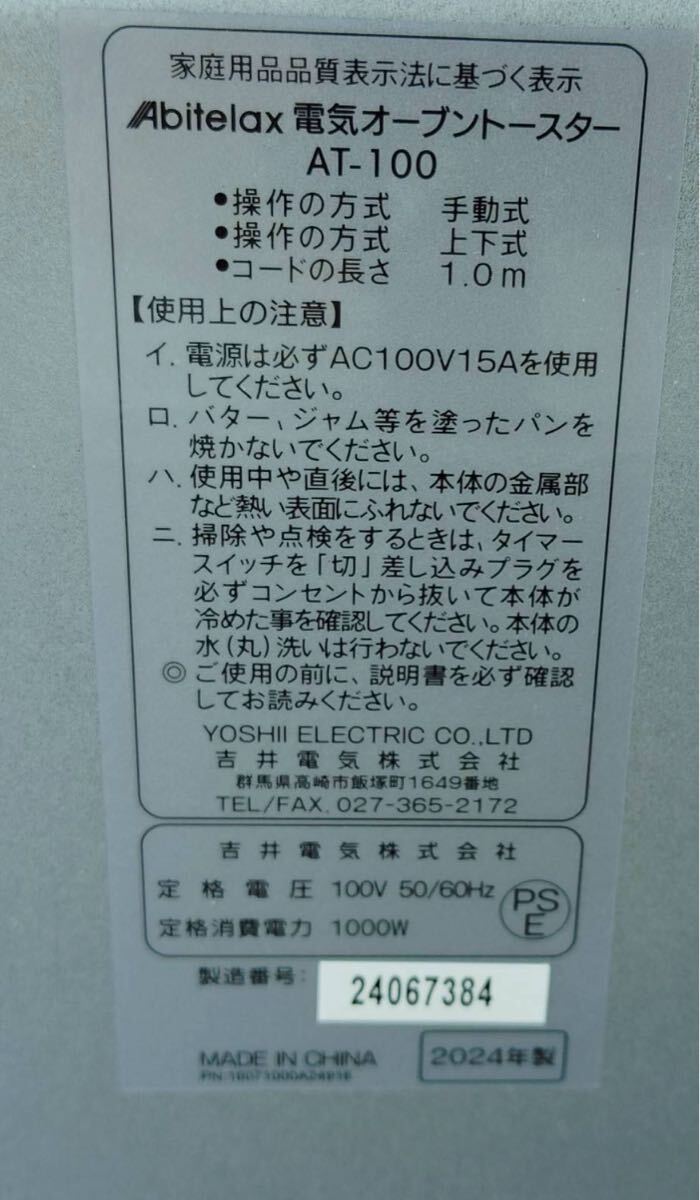 家庭用品品質表示法に基づく表示
Abitelax 電気オーブントースター
AT-100
•操作の方式 手動式
•操作の方式 上下式
•コードの長さ 1.0m
【使用上の注意】
イ. 電源は必ずAC100V15Aを使用
してください。
ロ. バター、ジャム等を塗ったパンを
焼かないでください。
ハ. 使用中や直後には、本体の金属部
など熱い表面にふれないでください。
ニ. 掃除や点検をするときは、タイマー
スイッチを「切」差し込みプラグを
必ずコンセントから抜いて本体が
冷めた事を確認してください。本体の
水(丸)洗いは行わないでください。
◎ ご使用の前に、説明書を必ず確認
してお読みください。
YOSHII ELECTRIC CO.,LTD
吉井電気株式会社
群馬県高崎市飯塚町1649番地
TEL/FAX. 027-365-2172
吉井電気株式会社
定格電圧 100V 50/60Hz
定格消費電力 1000W
PS
E
製造番号: 24067384
MADE IN CHINA
2024年製